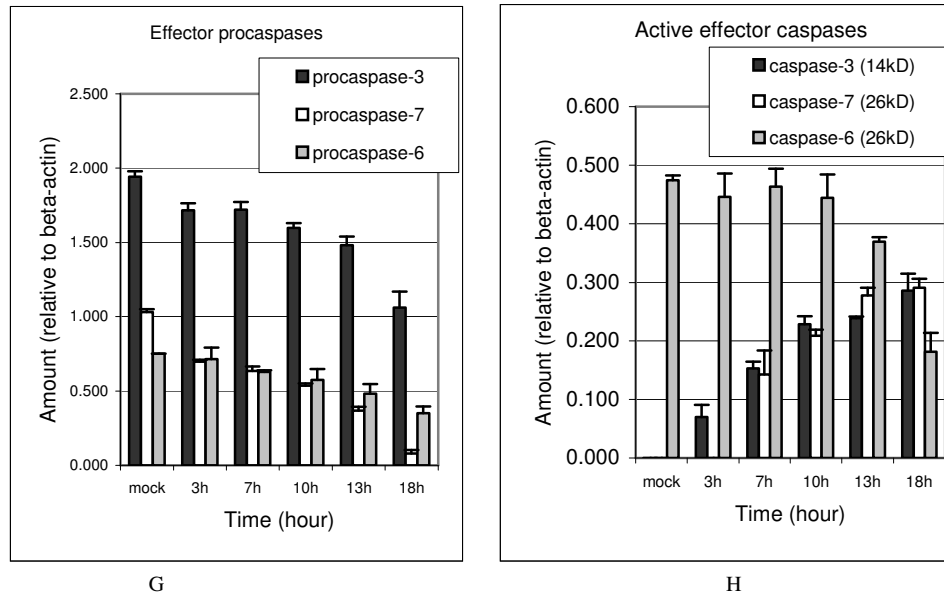 Effector procaspases
procaspase-3
procaspase-7
procaspase-6
Amount (relative to beta-actin)
2.500
2.000
1.500
1.000
0.500
0.000
mock 3h 7h 10h 13h 18h
Time (hour)
G
Active effector caspases
caspase-3 (14kD)
caspase-7 (26kD)
caspase-6 (26kD)
Amount (relative to beta-actin)
0.600
0.500
0.400
0.300
0.200
0.100
0.000
mock 3h 7h 10h 13h 18h
Time (hour)
H